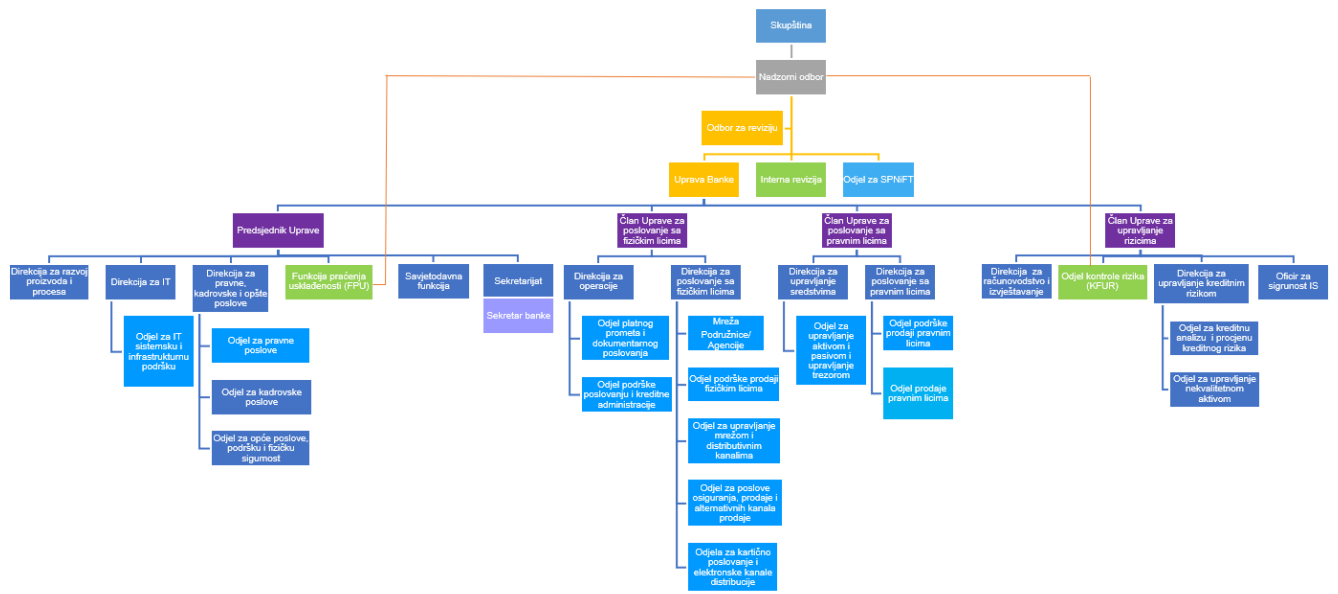 Skupština
Nadzorni odbor
Odbor za reviziju
Uprava Banke
Interna revizija
Odjel za SPNiFT
Predsjednik Uprave
Član Uprave za
poslovanje sa
fizičkim licima
Član Uprave za
poslovanje sa
pravnim licima
Član Uprave za
upravljanje
rizicima
Direkcija za razvoj
proizvoda i
procesa
Direkcija za IT
Direkcija za
pravne,
kadrovske i opšte
poslove
Funkcija praćenja
usklađenosti (FPU)
Savjetodavna
funkcija
Sekretarijat
Sekretar banke
Direkcija za
operacije
Direkcija za
poslovanje sa
fizičkim licima
Direkcija za
upravljanje
sredstvima
Direkcija za
poslovanje sa
pravnim licima
Direkcija za
računovodstvo i
izvještavanje
Odjel kontrole rizika
(KFUR)
Direkcija za
upravljanje kreditnim
rizikom
Oficir za
sigrunost IS
Odjel za IT
sistemsku i
infrastrukturnu
podršku
Odjel za pravne
poslove
Odjel za kadrovske
poslove
Odjel za opće poslove,
podršku i fizičku
sigurnost
Odjel platnog
prometa i
dokumentarnog
poslovanja
Odjel podrške
poslovanju i kreditne
administracije
Mreža
Podružnice/
Agencije
Odjel podrške prodaji
fizičkim licima
Odjel za upravljanje
mrežom i
distributivnim
kanalima
Odjel za poslove
osiguranja, prodaje i
alternativnih kanala
prodaje
Odjela za kartično
poslovanje i
elektronske kanale
distribucije
Odjel za
upravljanje
aktivom i
pasivom i
upravljanje
trezorom
Odjel podrške
prodaji pravnim
licima
Odjel prodaje
pravnim licima
Odjel za kreditnu
analizu i procjenu
kreditnog rizika
Odjel za upravljanje
nekvalitetnom
aktivom